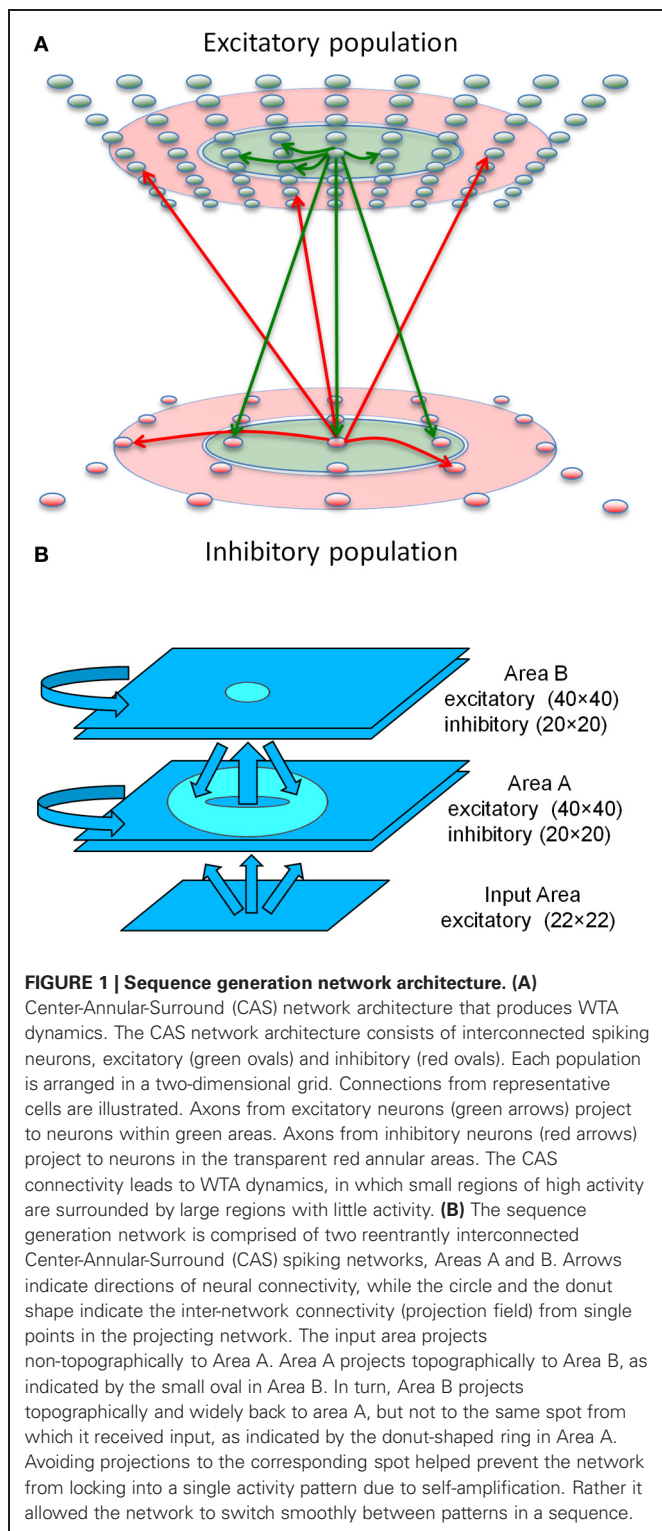 A
Excitatory population
B
Inhibitory population
Area B
excitatory (40×40)
inhibitory (20×20)
Area A
excitatory (40×40)
inhibitory (20×20)
Input Area
excitatory (22×22)
FIGURE 1 | Sequence generation network architecture. (A)
Center-Annular-Surround (CAS) network architecture that produces WTA
dynamics. The CAS network architecture consists of interconnected spiking
neurons, excitatory (green ovals) and inhibitory (red ovals). Each population
is arranged in a two-dimensional grid. Connections from representative
cells are illustrated. Axons from excitatory neurons (green arrows) project
to neurons within green areas. Axons from inhibitory neurons (red arrows)
project to neurons in the transparent red annular areas. The CAS
connectivity leads to WTA dynamics, in which small regions of high activity
are surrounded by large regions with little activity. (B) The sequence
generation network is comprised of two reentrantly interconnected
Center-Annular-Surround (CAS) spiking networks, Areas A and B. Arrows
indicate directions of neural connectivity, while the circle and the donut
shape indicate the inter-network connectivity (projection field) from single
points in the projecting network. The input area projects
non-topographically to Area A. Area A projects topographically to Area B, as
indicated by the small oval in Area B. In turn, Area B projects
topographically and widely back to area A, but not to the same spot from
which it received input, as indicated by the donut-shaped ring in Area A.
Avoiding projections to the corresponding spot helped prevent the network
from locking into a single activity pattern due to self-amplification. Rather it
allowed the network to switch smoothly between patterns in a sequence.